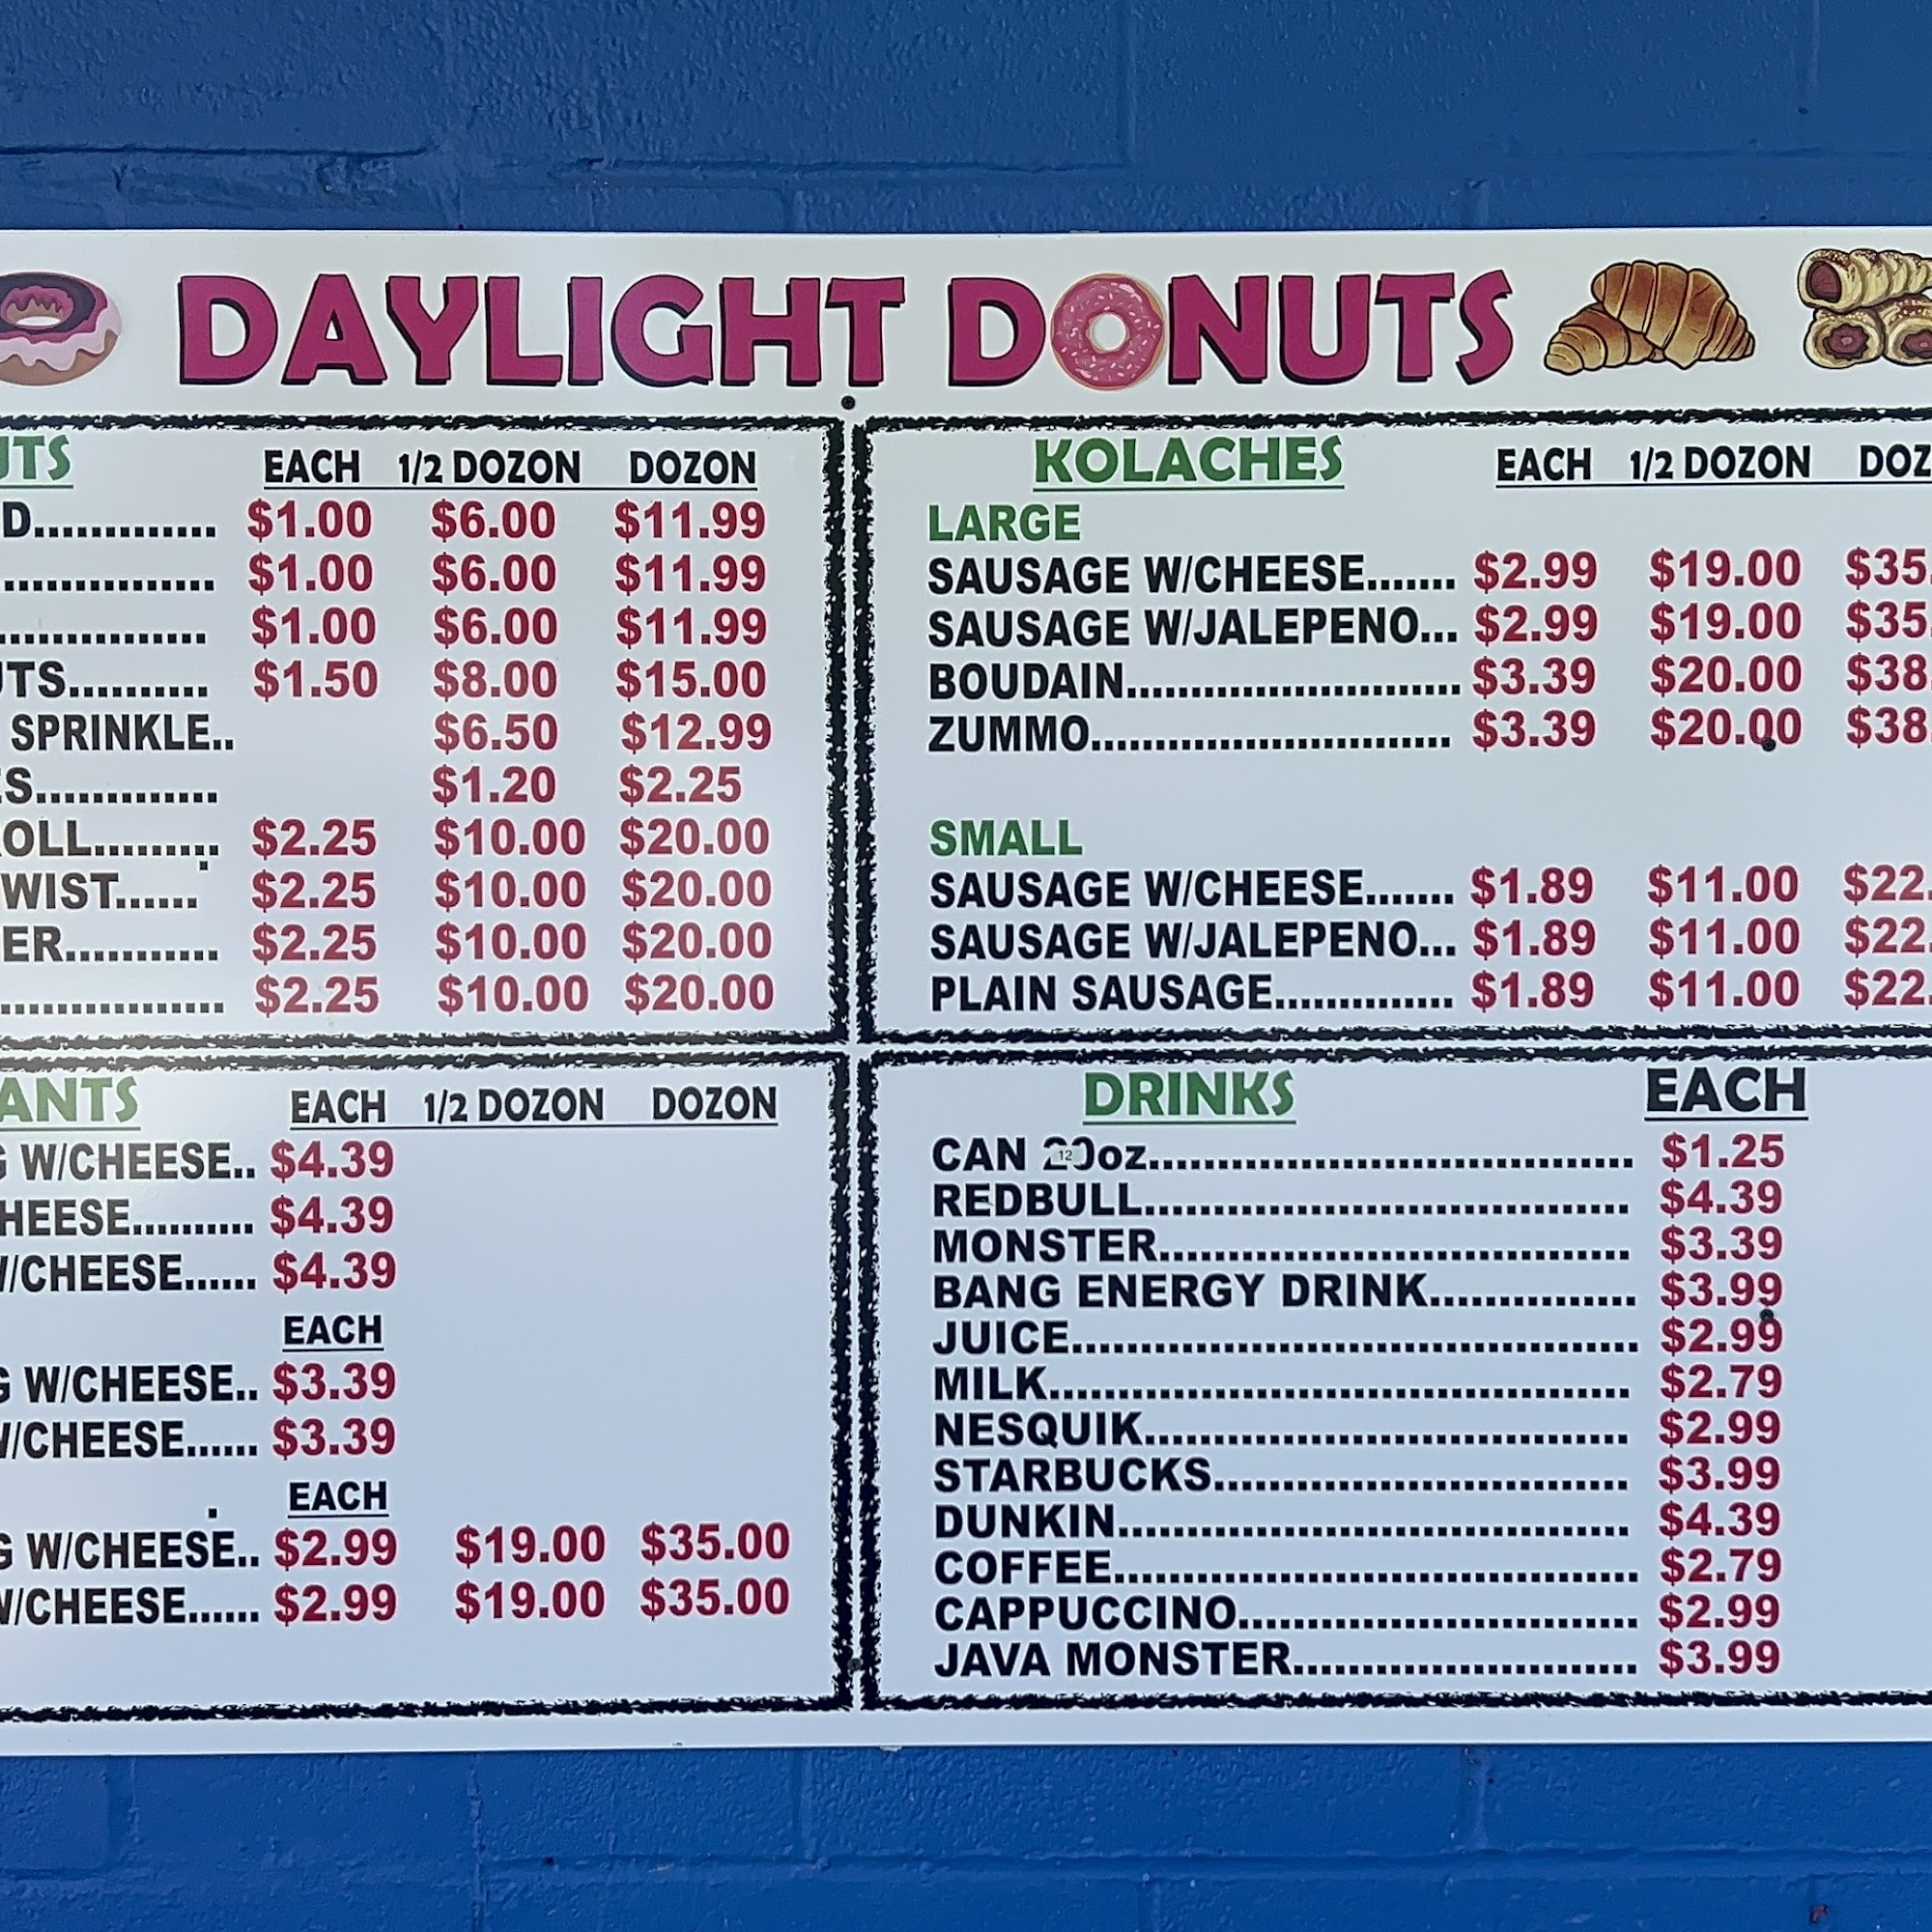 DAYLIGHT DONUTS
UTS EACH 1/2 DOZON DOZON
D............. $1.00 $6.00 $11.99
................ $1.00 $6.00 $11.99
................ $1.00 $6.00 $11.99
UTS.......... $1.50 $8.00 $15.00
SPRINKLE.. $6.50 $12.99
ES............. $1.20 $2.25
OLL......... $2.25 $10.00 $20.00
WIST...... $2.25 $10.00 $20.00
ER........... $2.25 $10.00 $20.00
................ $2.25 $10.00 $20.00
KOLACHES EACH 1/2 DOZON DOZ
LARGE
SAUSAGE W/CHEESE....... $2.99 $19.00 $35.
SAUSAGE W/JALEPENO... $2.99 $19.00 $35.
BOUDAIN.......................... $3.39 $20.00 $38.
ZUMMO............................ $3.39 $20.00 $38.
SMALL
SAUSAGE W/CHEESE....... $1.89 $11.00 $22.
SAUSAGE W/JALEPENO... $1.89 $11.00 $22.
PLAIN SAUSAGE.............. $1.89 $11.00 $22.
ANTS EACH 1/2 DOZON DOZON
G W/CHEESE.. $4.39
HEESE.......... $4.39
W/CHEESE...... $4.39
EACH
G W/CHEESE.. $3.39
W/CHEESE...... $3.39
EACH
G W/CHEESE.. $2.99 $19.00 $35.00
W/CHEESE...... $2.99 $19.00 $35.00
DRINKS EACH
CAN 12oz...................................... $1.25
REDBULL...................................... $4.39
MONSTER..................................... $3.39
BANG ENERGY DRINK................ $3.99
JUICE............................................ $2.99
MILK............................................. $2.79
NESQUIK...................................... $2.99
STARBUCKS................................ $3.99
DUNKIN........................................ $4.39
COFFEE......................................... $2.79
CAPPUCCINO............................... $2.99
JAVA MONSTER........................... $3.99